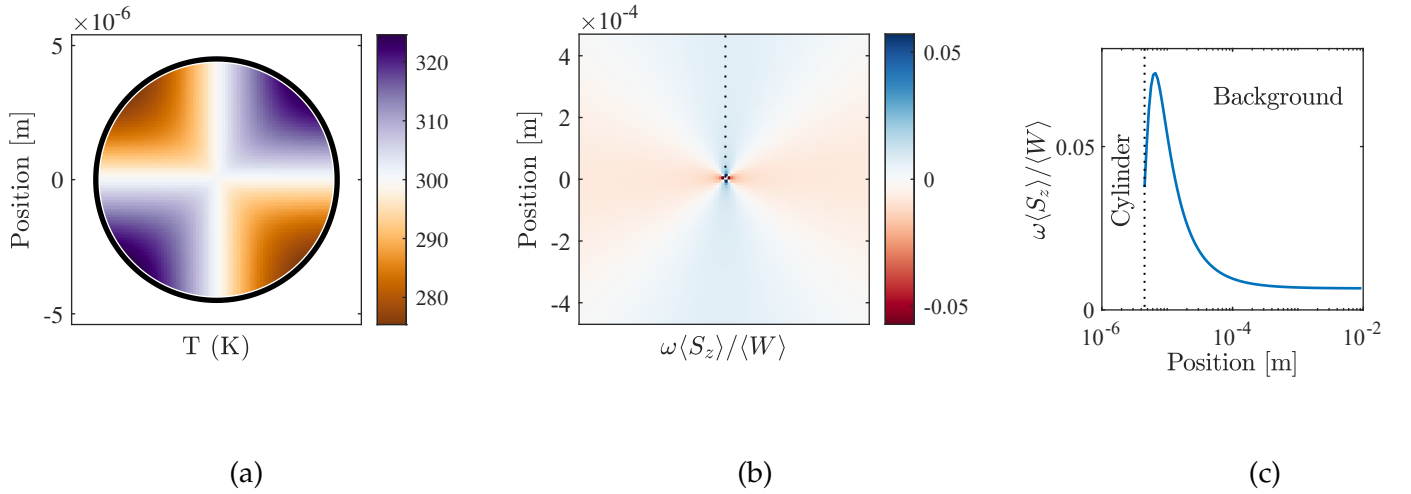 ×10⁻⁶
5
0
-5
Position [m]
T (K)
320
310
300
290
280
(a)
×10⁻⁴
4
2
0
-2
-4
Position [m]
ω⟨S_z⟩/⟨W⟩
0.05
0
-0.05
(b)
0.05
0
ω⟨S_z⟩/⟨W⟩
Cylinder
Background
10⁻⁶
10⁻⁴
10⁻²
Position [m]
(c)